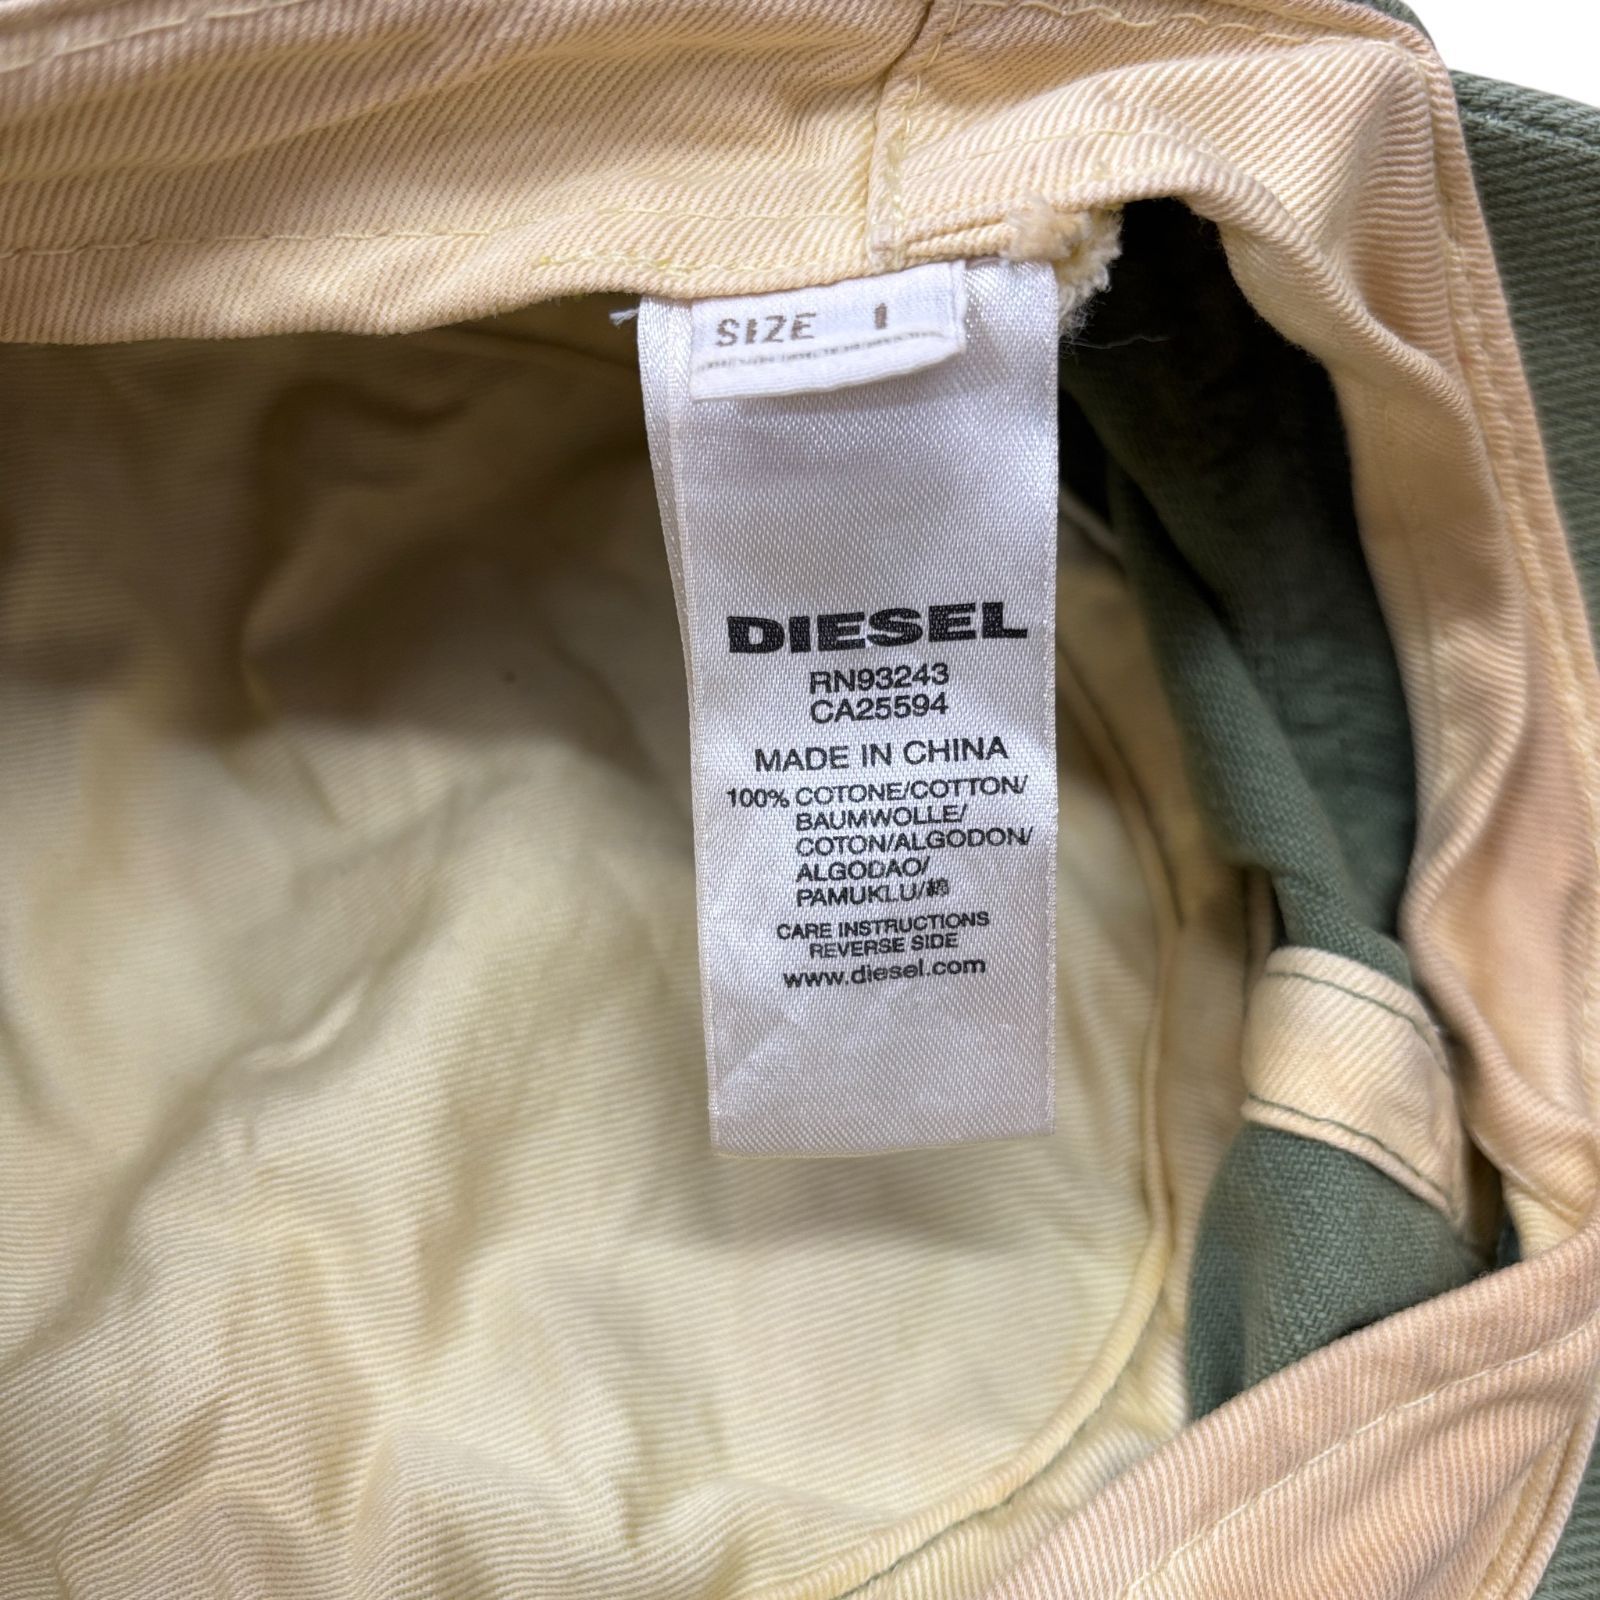 SIZE 1
DIESEL
RN93243
CA25594
MADE IN CHINA
100% COTONE/COTTON/
BAUMWOLLE/
COTON/ALGODON/
ALGODAO/
PAMUKLU/綿
CARE INSTRUCTIONS
REVERSE SIDE
www.diesel.com